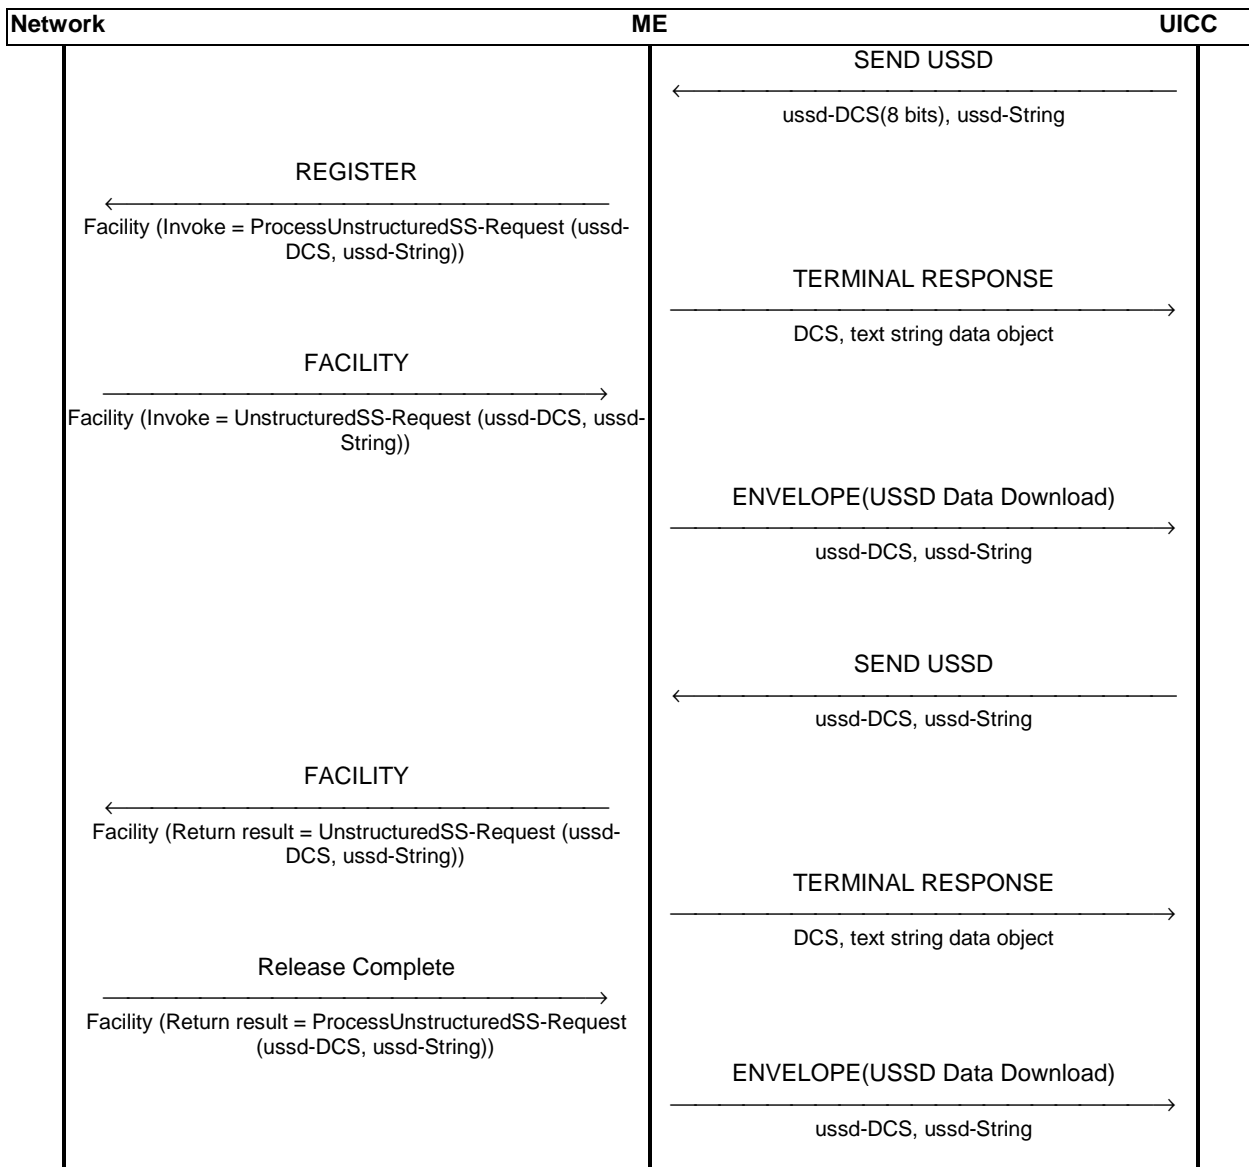 Network ME UICC
SEND USSD
ussd-DCS(8 bits), ussd-String
REGISTER
Facility (Invoke = ProcessUnstructuredSS-Request (ussd-
DCS, ussd-String))
TERMINAL RESPONSE
DCS, text string data object
FACILITY
Facility (Invoke = UnstructuredSS-Request (ussd-DCS, ussd-
String))
ENVELOPE(USSD Data Download)
ussd-DCS, ussd-String
SEND USSD
ussd-DCS, ussd-String
FACILITY
Facility (Return result = UnstructuredSS-Request (ussd-
DCS, ussd-String))
TERMINAL RESPONSE
DCS, text string data object
Release Complete
Facility (Return result = ProcessUnstructuredSS-Request
(ussd-DCS, ussd-String))
ENVELOPE(USSD Data Download)
ussd-DCS, ussd-String